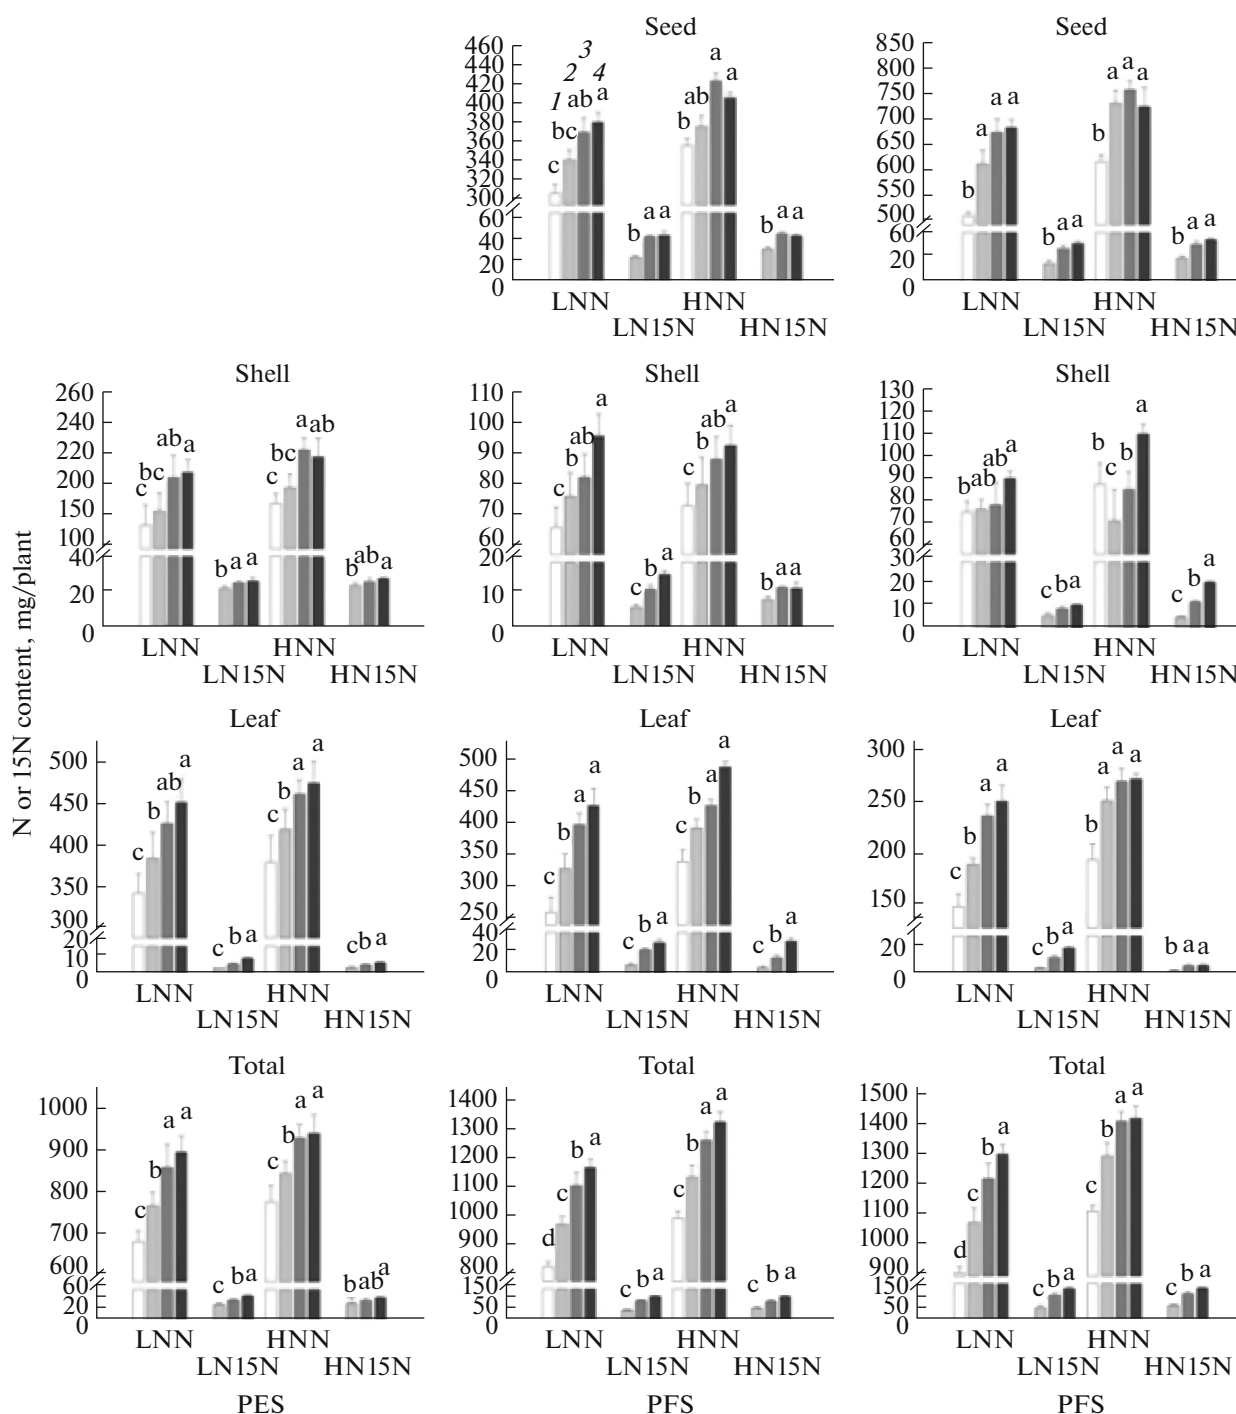 Seed
460
440
420
400
380
360
340
320
300
60
40
20
0
1
2
3
4
c
bc
ab
a
b
a
a
b
ab
a
a
b
a
a
LNN
HNN
LN15N
HN15N
Seed
850
800
750
700
650
600
550
500
60
20
0
b
a
a
a
b
a
a
b
a
a
a
b
a
a
LNN
HNN
LN15N
HN15N
N or 15N content, mg/plant
Shell
260
240
220
200
150
100
40
20
0
c
bc
ab
a
b
a
a
c
bc
a
ab
b
ab
a
LNN
HNN
LN15N
HN15N
Shell
110
100
90
80
70
60
20
10
0
c
b
ab
a
c
b
a
c
b
ab
a
b
a
a
LNN
HNN
LN15N
HN15N
Shell
130
120
110
100
90
80
70
60
30
20
10
0
b
ab
ab
a
c
b
a
b
c
b
a
c
b
a
LNN
HNN
LN15N
HN15N
Leaf
500
450
400
350
300
20
10
0
c
b
ab
a
c
b
a
c
b
a
a
c
b
a
LNN
HNN
LN15N
HN15N
Leaf
500
450
400
350
300
250
40
20
0
c
b
a
a
c
b
a
c
b
a
a
c
b
a
LNN
HNN
LN15N
HN15N
Leaf
300
250
200
150
20
0
c
b
a
a
c
b
a
b
a
a
a
b
a
a
LNN
HNN
LN15N
HN15N
Total
1000
900
800
700
600
60
40
20
0
c
b
a
a
c
b
a
c
b
a
a
b
ab
a
LNN
HNN
LN15N
HN15N
PES
Total
1400
1300
1200
1100
1000
900
800
150
50
0
d
c
b
a
c
b
a
c
b
a
a
c
b
a
LNN
HNN
LN15N
HN15N
PFS
Total
1500
1400
1300
1200
1100
1000
900
150
50
0
d
c
b
a
c
b
a
c
b
a
a
c
b
a
LNN
HNN
LN15N
HN15N
PFS